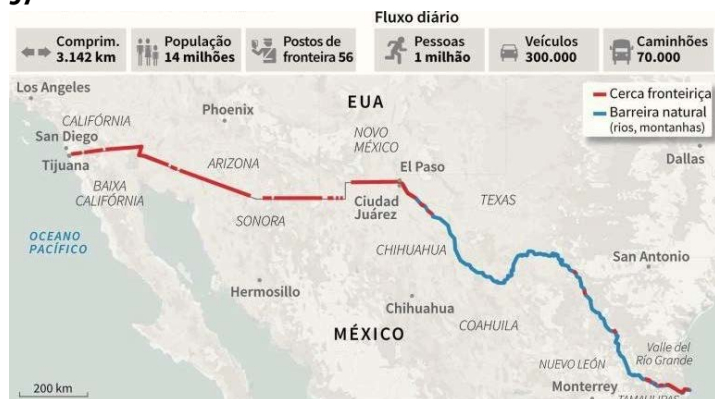 Fluxo diário
Comprim.
3.142 km
População
14 milhões
Postos de
fronteira 56
Pessoas
1 milhão
Veículos
300.000
Caminhões
70.000
Los Angeles
CALIFÓRNIA
San Diego
Tijuana
BAIXA
CALIFÓRNIA
OCEANO
PACÍFICO
Phoenix
ARIZONA
SONORA
Hermosillo
EUA
NOVO
MÉXICO
El Paso
Ciudad
Juárez
CHIHUAHUA
Chihuahua
MÉXICO
COAHUILA
TEXAS
Cerca fronteiriça
Barreira natural
(rios, montanhas)
Dallas
San Antonio
Valle del
Río Grande
NUEVO LEÓN
Monterrey
TAMAULIPAS
200 km